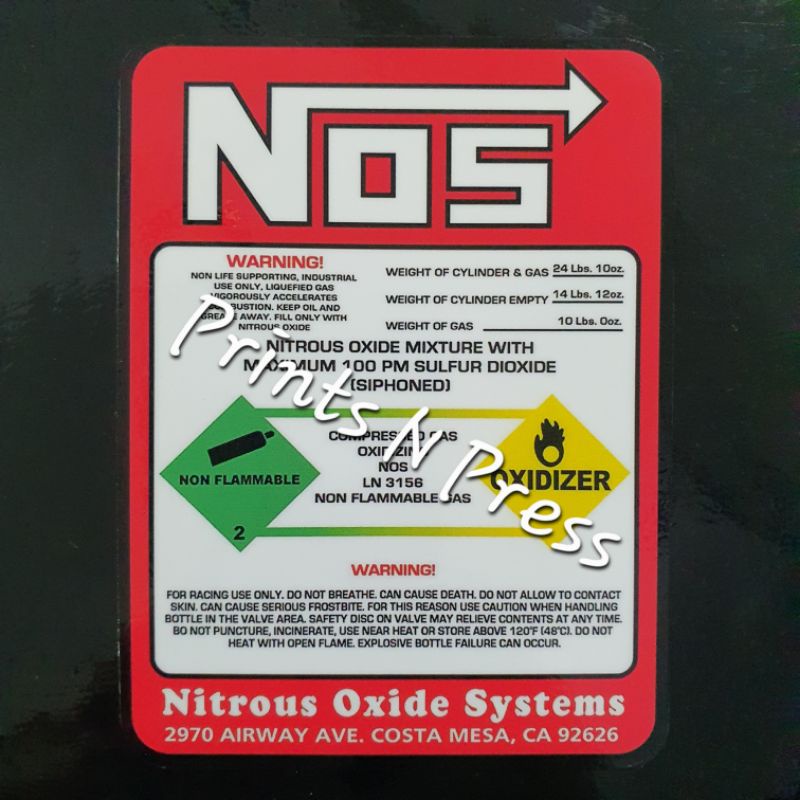 NOS
WARNING!
NON LIFE SUPPORTING, INDUSTRIAL
USE ONLY, LIQUEFIED GAS
VIGOROUSLY ACCELERATES
COMBUSTION. KEEP OIL AND
GREASE AWAY. FILL ONLY WITH
NITROUS OXIDE
WEIGHT OF CYLINDER & GAS 24 Lbs. 10oz.
WEIGHT OF CYLINDER EMPTY 14 Lbs. 12oz.
WEIGHT OF GAS 10 Lbs. 0oz.
NITROUS OXIDE MIXTURE WITH
MAXIMUM 100 PM SULFUR DIOXIDE
(SIPHONED)
NON FLAMMABLE
2
COMPRESSED GAS
OXIDIZING
NOS
LN 3156
NON FLAMMABLE GAS
OXIDIZER
Prints N Press
WARNING!
FOR RACING USE ONLY. DO NOT BREATHE. CAN CAUSE DEATH. DO NOT ALLOW TO CONTACT
SKIN. CAN CAUSE SERIOUS FROSTBITE. FOR THIS REASON USE CAUTION WHEN HANDLING
BOTTLE IN THE VALVE AREA. SAFETY DISC ON VALVE MAY RELIEVE CONTENTS AT ANY TIME.
BO NOT PUNCTURE, INCINERATE, USE NEAR HEAT OR STORE ABOVE 120°F (48°C). DO NOT
HEAT WITH OPEN FLAME. EXPLOSIVE BOTTLE FAILURE CAN OCCUR.
Nitrous Oxide Systems
2970 AIRWAY AVE. COSTA MESA, CA 92626